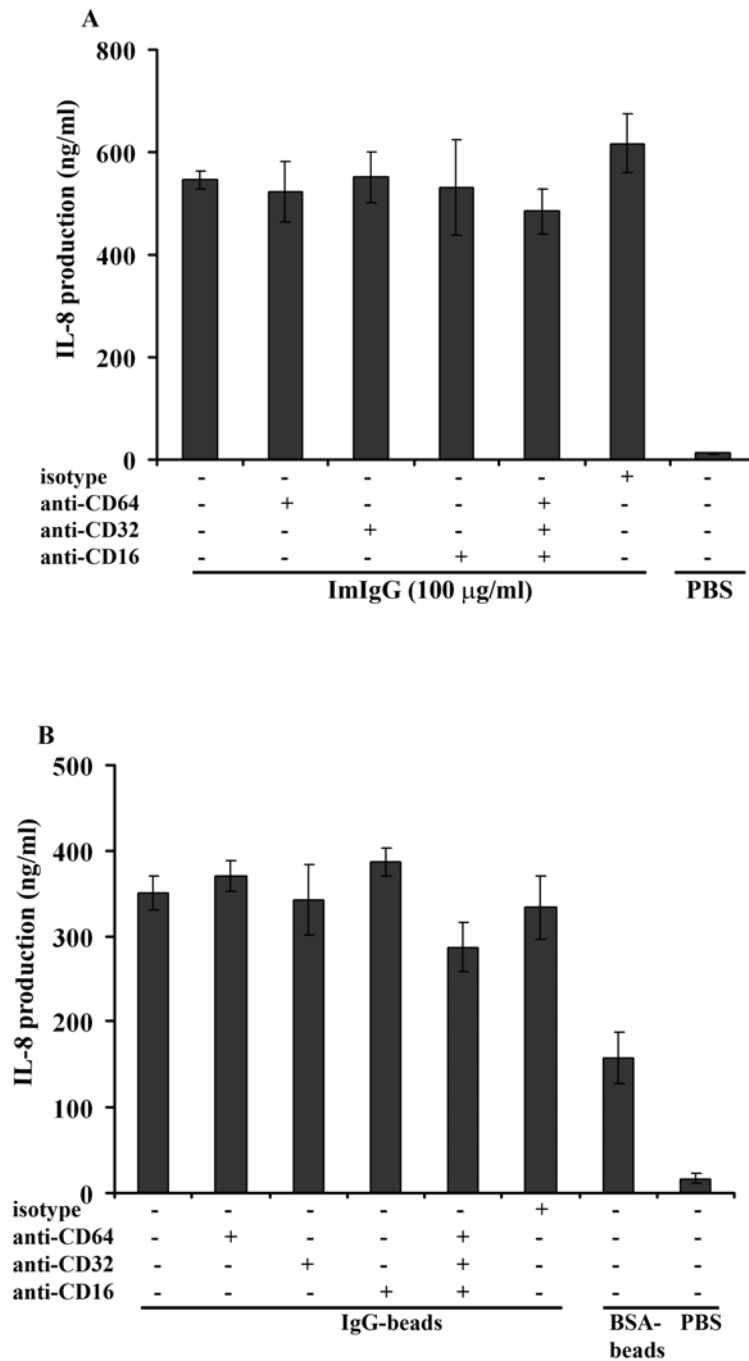 A
800
600
400
200
0
IL-8 production (ng/ml)
isotype - - - - - + -
anti-CD64 - + - - + - -
anti-CD32 - - + - + - -
anti-CD16 - - - + + - -
ImIgG (100 μg/ml) PBS
B
500
400
300
200
100
0
IL-8 production (ng/ml)
isotype - - - - - + - -
anti-CD64 - + - - + - - -
anti-CD32 - - + - + - - -
anti-CD16 - - - + + - - -
IgG-beads BSA- PBS
beads